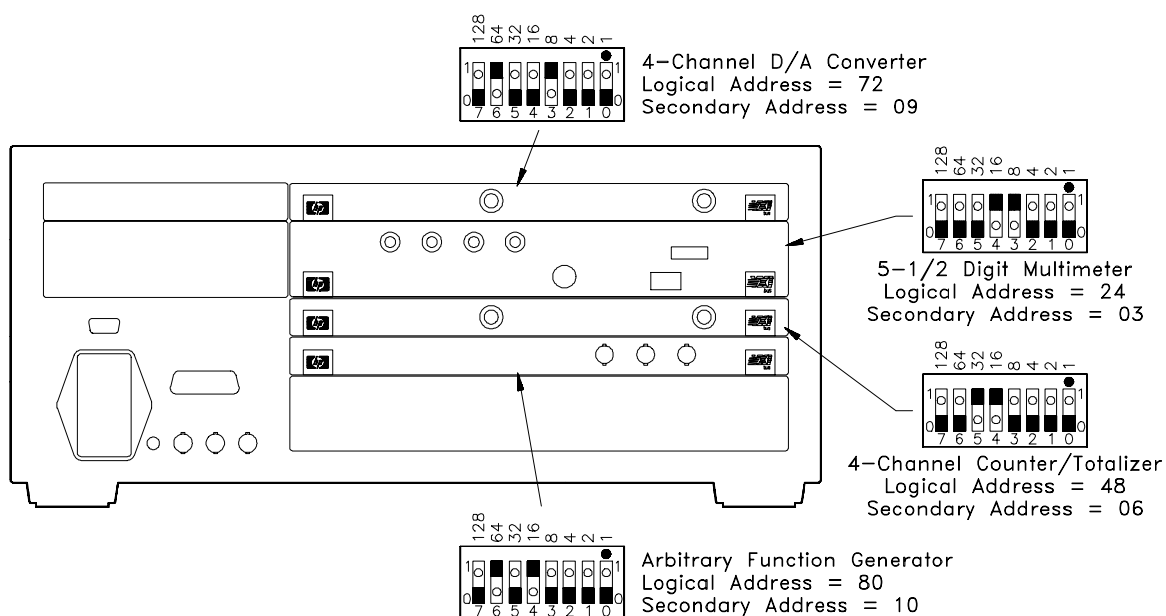 128 64 32 16 8 4 2 1
1 1
0 0
7 6 5 4 3 2 1 0
4-Channel D/A Converter
Logical Address = 72
Secondary Address = 09
hp
hp
hp
hp
128 64 32 16 8 4 2 1
1 1
0 0
7 6 5 4 3 2 1 0
5-1/2 Digit Multimeter
Logical Address = 24
Secondary Address = 03
128 64 32 16 8 4 2 1
1 1
0 0
7 6 5 4 3 2 1 0
4-Channel Counter/Totalizer
Logical Address = 48
Secondary Address = 06
128 64 32 16 8 4 2 1
1 1
0 0
7 6 5 4 3 2 1 0
Arbitrary Function Generator
Logical Address = 80
Secondary Address = 10